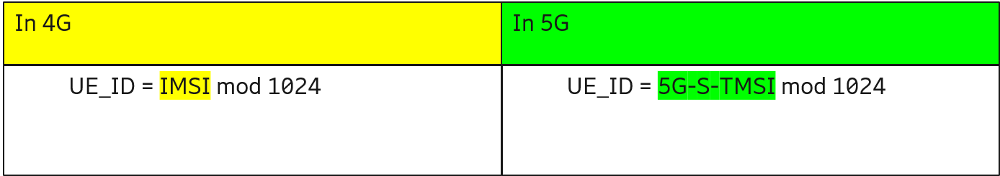 In 4G
In 5G
UE_ID = IMSI mod 1024
UE_ID = 5G-S-TMSI mod 1024